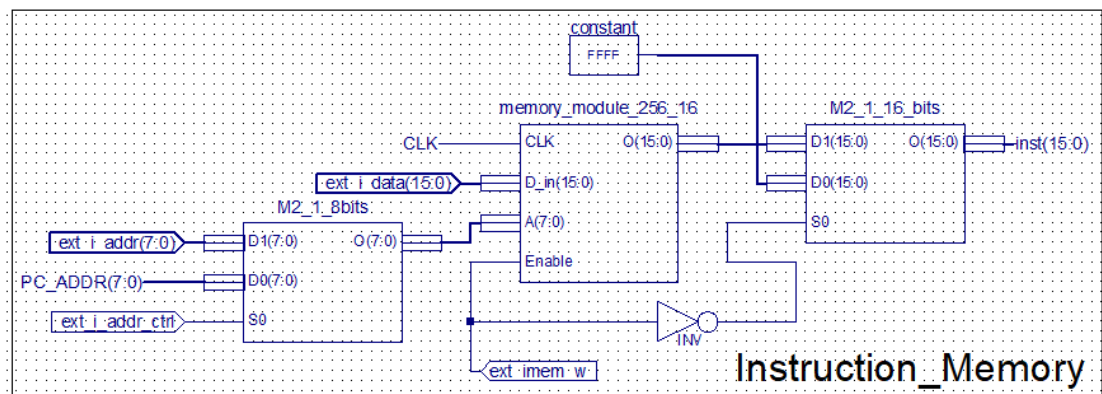 constant
FFFF
memory_module_256_16
CLK
CLK
O(15:0)
ext_i_data(15:0)
D_in(15:0)
A(7:0)
Enable
M2_1_16_bits
D1(15:0)
O(15:0)
inst(15:0)
D0(15:0)
S0
M2_1_8bits
ext_i_addr(7:0)
D1(7:0)
O(7:0)
PC_ADDR(7:0)
D0(7:0)
ext_i_addr_ctrl
S0
INV
ext_imem_w
Instruction_Memory